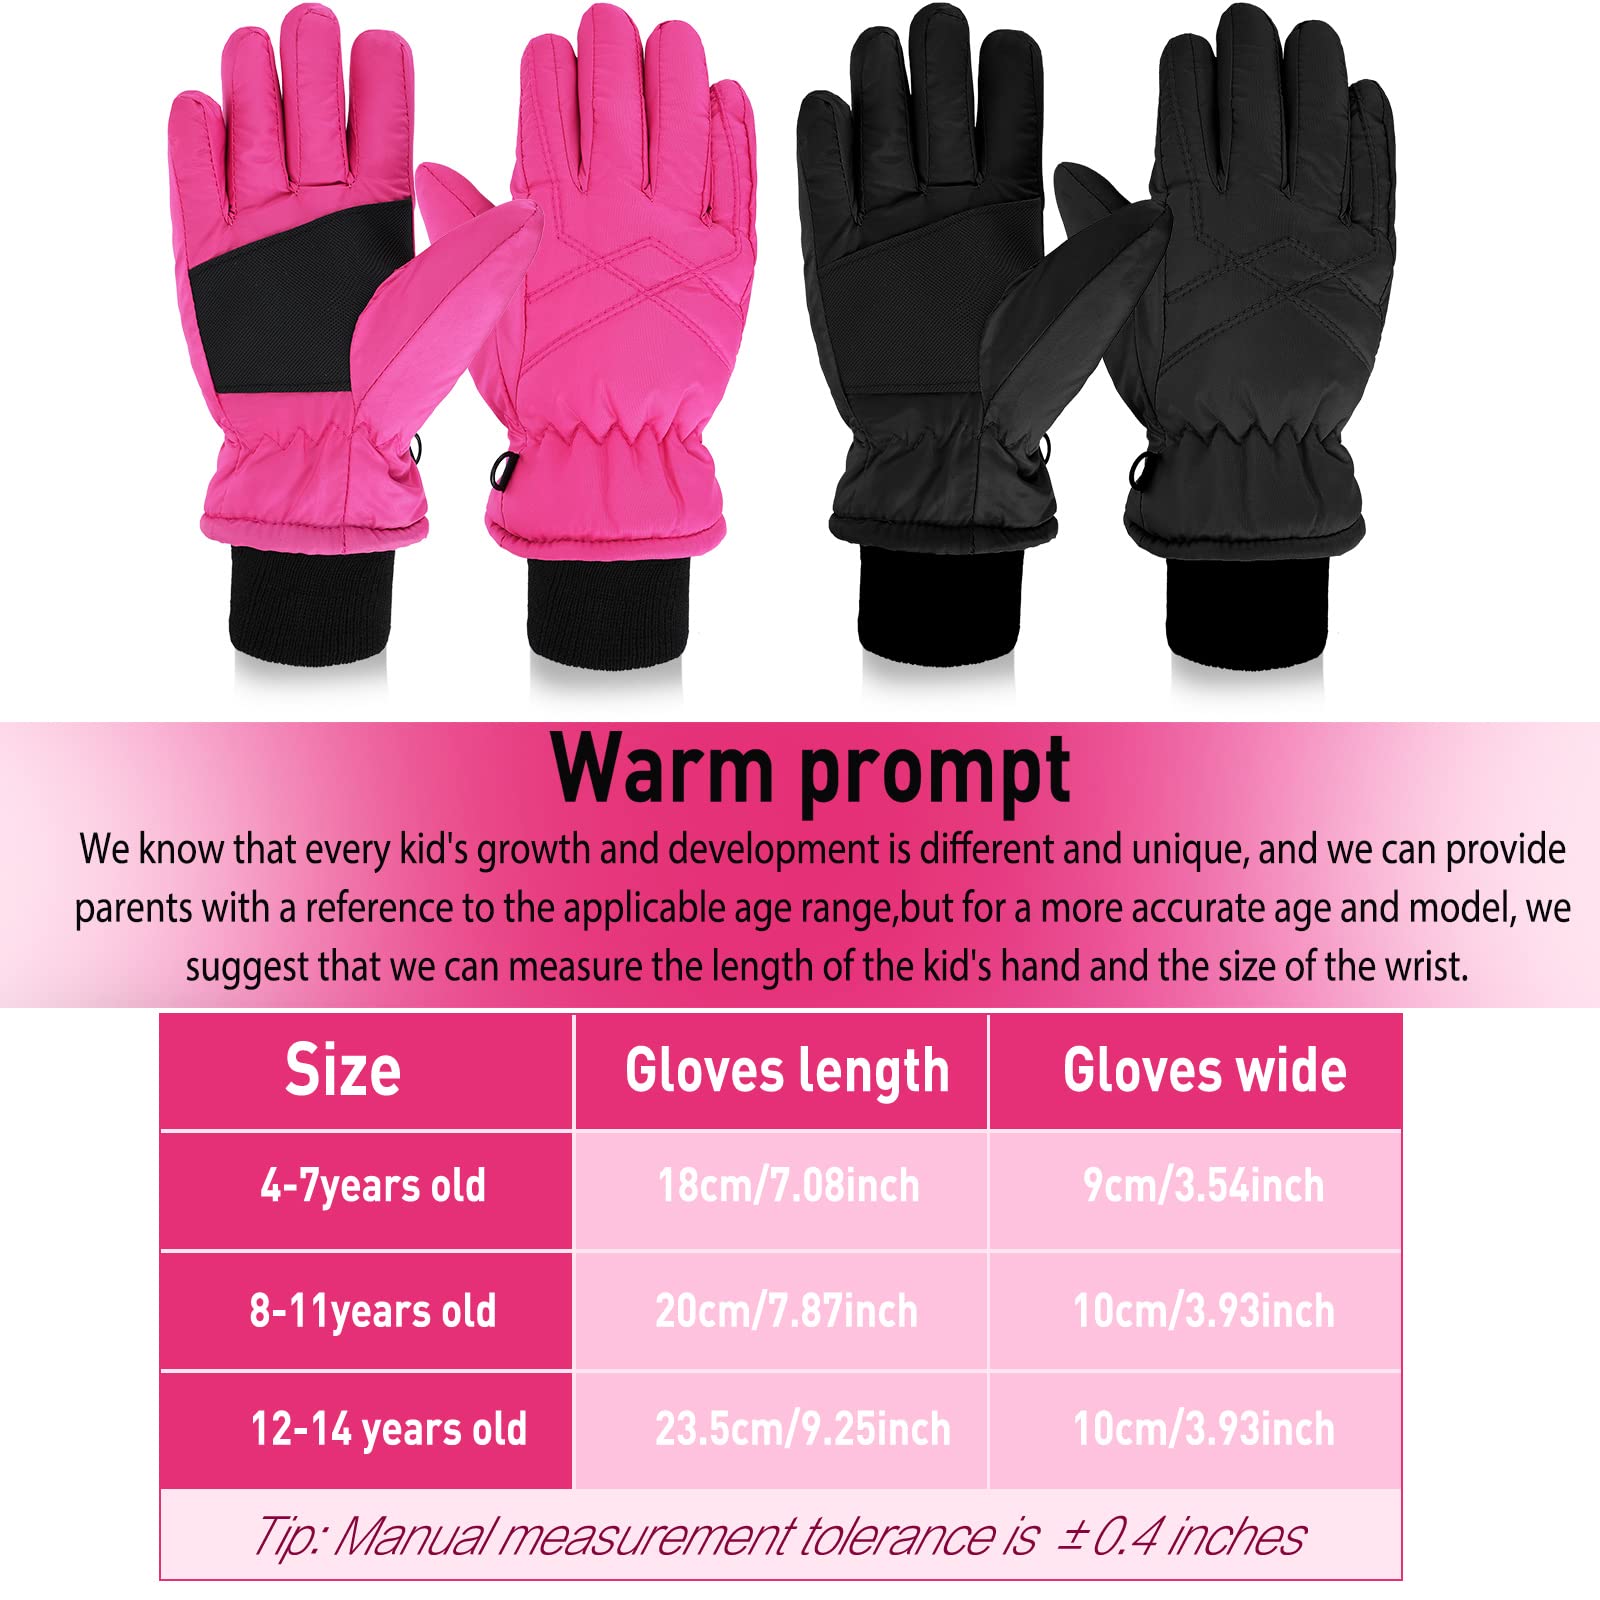 Warm prompt
We know that every kid's growth and development is different and unique, and we can provide
parents with a reference to the applicable age range,but for a more accurate age and model, we
suggest that we can measure the length of the kid's hand and the size of the wrist.
Size Gloves length Gloves wide
4-7years old 18cm/7.08inch 9cm/3.54inch
8-11years old 20cm/7.87inch 10cm/3.93inch
12-14 years old 23.5cm/9.25inch 10cm/3.93inch
Tip: Manual measurement tolerance is ±0.4 inches